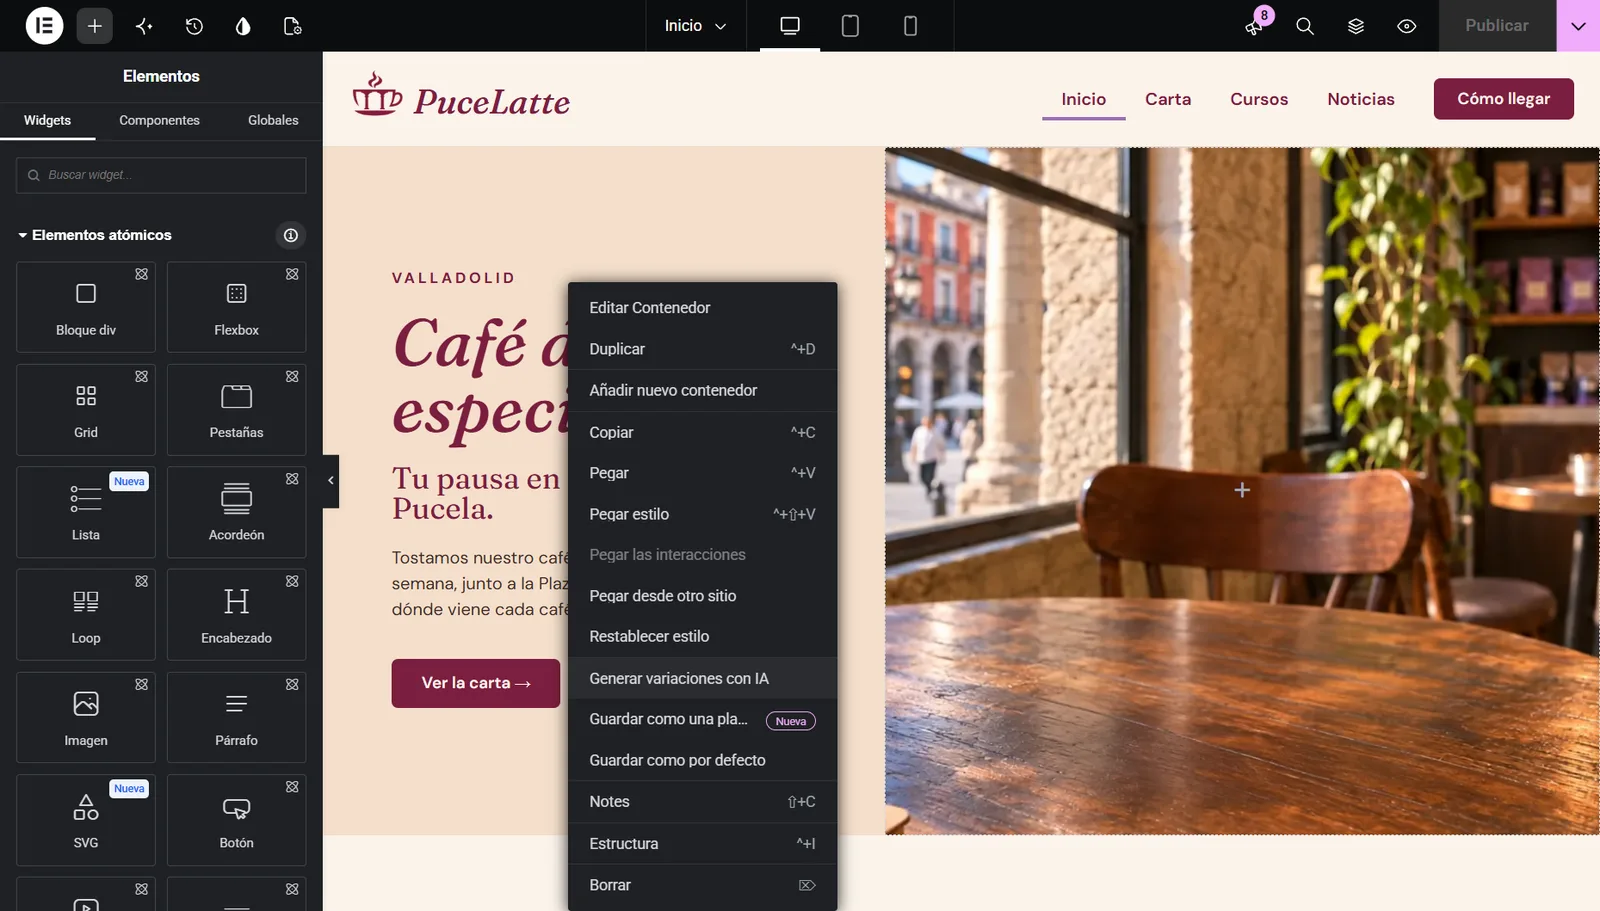 Inicio
8
Publicar
Elementos
Widgets
Componentes
Globales
Buscar widget...
Elementos atómicos
Bloque div
Flexbox
Grid
Pestañas
Nueva
Lista
Acordeón
Loop
Encabezado
Imagen
Párrafo
Nueva
SVG
Botón
PuceLatte
Inicio
Carta
Cursos
Noticias
Cómo llegar
VALLADOLID
Café d
especi
Tu pausa en
Pucela.
Tostamos nuestro café
semana, junto a la Plaz
dónde viene cada café
Ver la carta →
Editar Contenedor
Duplicar ^+D
Añadir nuevo contenedor
Copiar ^+C
Pegar ^+V
Pegar estilo ^+⇧+V
Pegar las interacciones
Pegar desde otro sitio
Restablecer estilo
Generar variaciones con IA
Guardar como una pla... Nueva
Guardar como por defecto
Notes ⇧+C
Estructura ^+I
Borrar ⌦